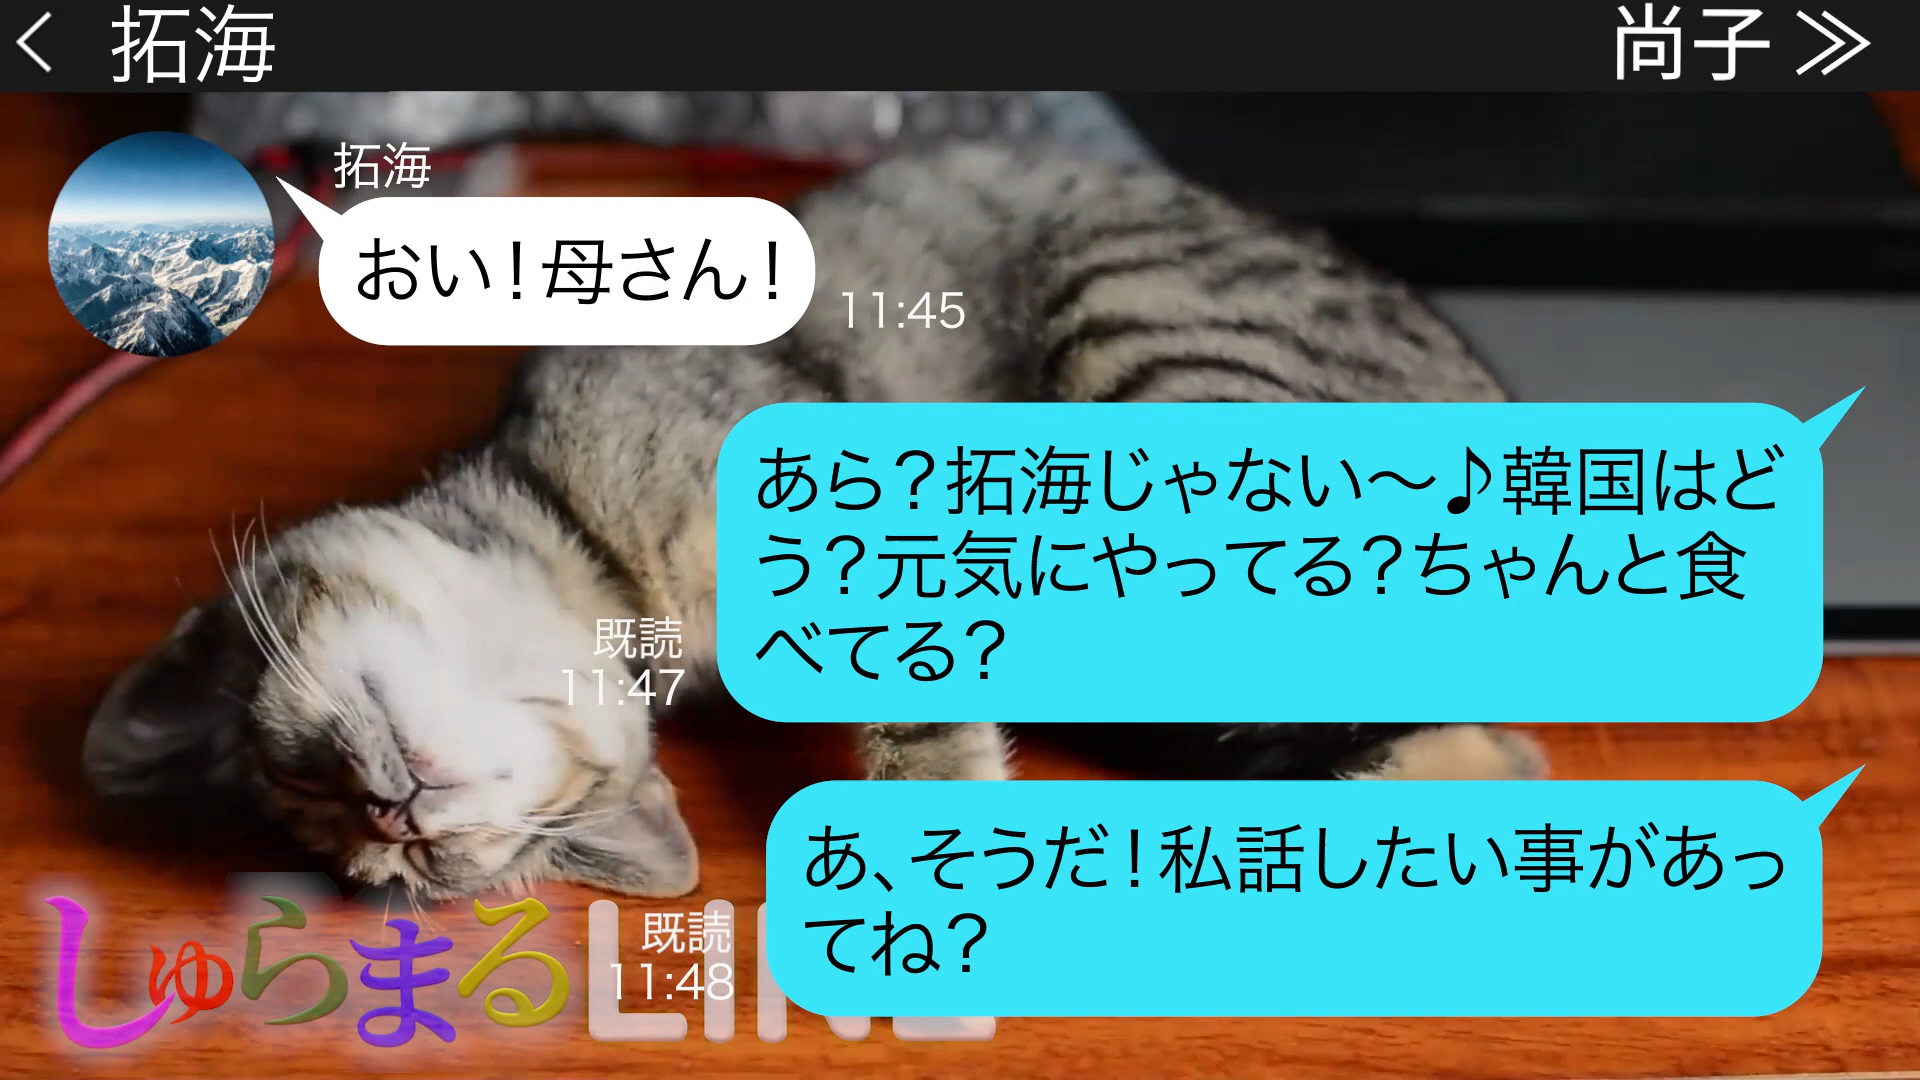 拓海
尚子
拓海
おい！母さん！
11:45
あら？拓海じゃない～♪韓国はど
う？元気にやってる？ちゃんと食
べてる？
既読
11:47
あ、そうだ！私話したい事があっ
てね？
既読
11:48
しゅらまるLINE